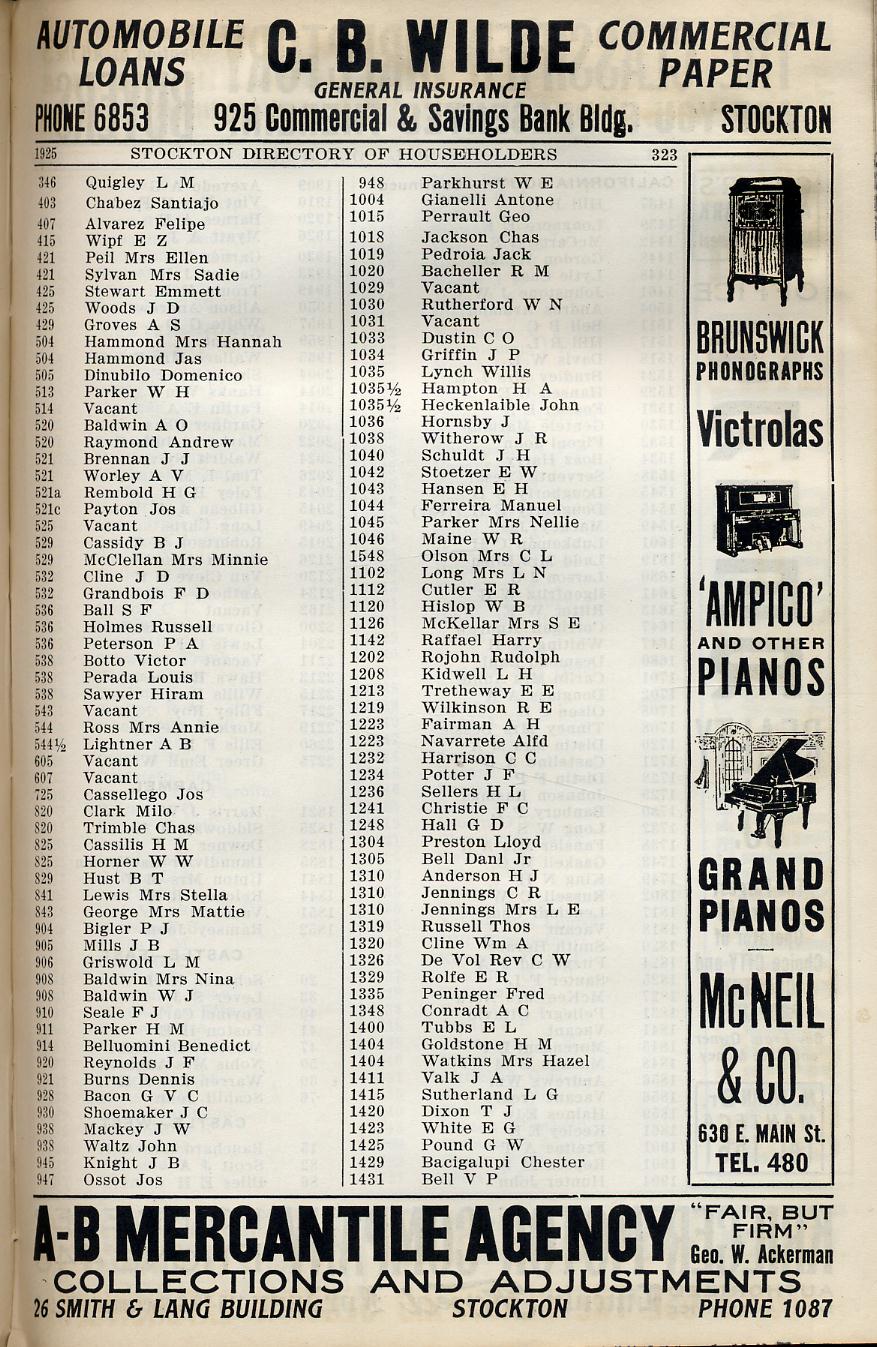 AUTOMOBILE LOANS
C. B. WILDE
COMMERCIAL PAPER
GENERAL INSURANCE
PHONE 6853 925 Commercial & Savings Bank Bldg. STOCKTON
1925 STOCKTON DIRECTORY OF HOUSEHOLDERS 323
346 Quigley L M
403 Chabez Santiajo
407 Alvarez Felipe
415 Wipf E Z
421 Peil Mrs Ellen
421 Sylvan Mrs Sadie
425 Stewart Emmett
425 Woods J D
429 Groves A S
504 Hammond Mrs Hannah
504 Hammond Jas
505 Dinubilo Domenico
513 Parker W H
514 Vacant
520 Baldwin A O
520 Raymond Andrew
521 Brennan J J
521 Worley A V
521a Rembold H G
521c Payton Jos
525 Vacant
529 Cassidy B J
529 McClellan Mrs Minnie
532 Cline J D
532 Grandbois F D
536 Ball S F
536 Holmes Russell
536 Peterson P A
538 Botto Victor
538 Perada Louis
538 Sawyer Hiram
543 Vacant
544 Ross Mrs Annie
544½ Lightner A B
605 Vacant
607 Vacant
725 Cassellego Jos
820 Clark Milo
820 Trimble Chas
825 Cassilis H M
825 Horner W W
829 Hust B T
841 Lewis Mrs Stella
843 George Mrs Mattie
904 Bigler P J
905 Mills J B
906 Griswold L M
908 Baldwin Mrs Nina
908 Baldwin W J
910 Seale F J
911 Parker H M
914 Belluomini Benedict
920 Reynolds J F
921 Burns Dennis
928 Bacon G V C
930 Shoemaker J C
938 Mackey J W
938 Waltz John
945 Knight J B
947 Ossot Jos
948 Parkhurst W E
1004 Gianelli Antone
1015 Perrault Geo
1018 Jackson Chas
1019 Pedroia Jack
1020 Bacheller R M
1029 Vacant
1030 Rutherford W N
1031 Vacant
1033 Dustin C O
1034 Griffin J P
1035 Lynch Willis
1035½ Hampton H A
1035½ Heckenlaible John
1036 Hornsby J
1038 Witherow J R
1040 Schuldt J H
1042 Stoetzer E W
1043 Hansen E H
1044 Ferreira Manuel
1045 Parker Mrs Nellie
1046 Maine W R
1548 Olson Mrs C L
1102 Long Mrs L N
1112 Cutler E R
1120 Hislop W B
1126 McKellar Mrs S E
1142 Raffael Harry
1202 Rojohn Rudolph
1208 Kidwell L H
1213 Tretheway E E
1219 Wilkinson R E
1223 Fairman A H
1223 Navarrete Alfd
1232 Harrison C C
1234 Potter J F
1236 Sellers H L
1241 Christie F C
1248 Hall G D
1304 Preston Lloyd
1305 Bell Danl Jr
1310 Anderson H J
1310 Jennings C R
1310 Jennings Mrs L E
1319 Russell Thos
1320 Cline Wm A
1326 De Vol Rev C W
1329 Rolfe E R
1335 Peninger Fred
1348 Conradt A C
1400 Tubbs E L
1404 Goldstone H M
1404 Watkins Mrs Hazel
1411 Valk J A
1415 Sutherland L G
1420 Dixon T J
1423 White E G
1425 Pound G W
1429 Bacigalupi Chester
1431 Bell V P
BRUNSWICK
PHONOGRAPHS
Victrolas
'AMPICO'
AND OTHER
PIANOS
GRAND
PIANOS
McNEIL
& CO.
630 E. MAIN St.
TEL. 480
A-B MERCANTILE AGENCY
"FAIR, BUT
FIRM"
Geo. W. Ackerman
COLLECTIONS AND ADJUSTMENTS
26 SMITH & LANG BUILDING STOCKTON PHONE 1087